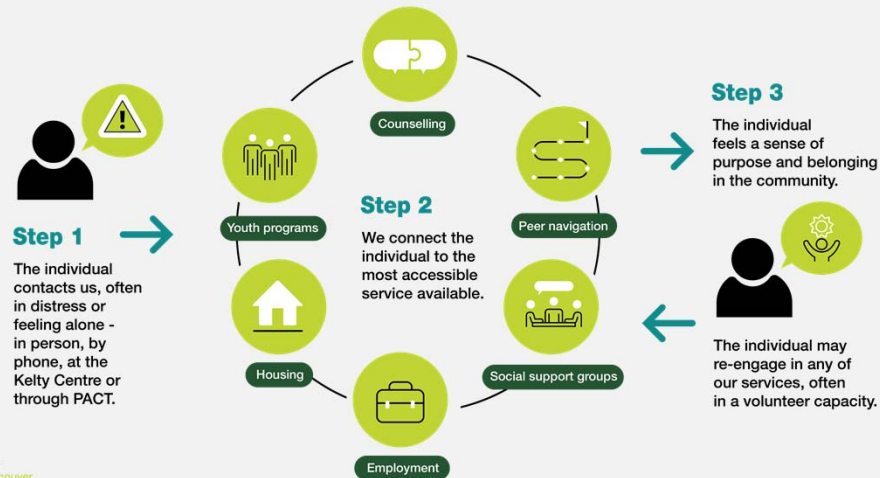 Step 1
The individual
contacts us, often
in distress or
feeling alone -
in person, by
phone, at the
Kelty Centre or
through PACT.
Step 2
We connect the
individual to the
most accessible
service available.
Counselling
Peer navigation
Social support groups
Employment
Housing
Youth programs
Step 3
The individual
feels a sense of
purpose and belonging
in the community.
The individual may
re-engage in any of
our services, often
in a volunteer capacity.